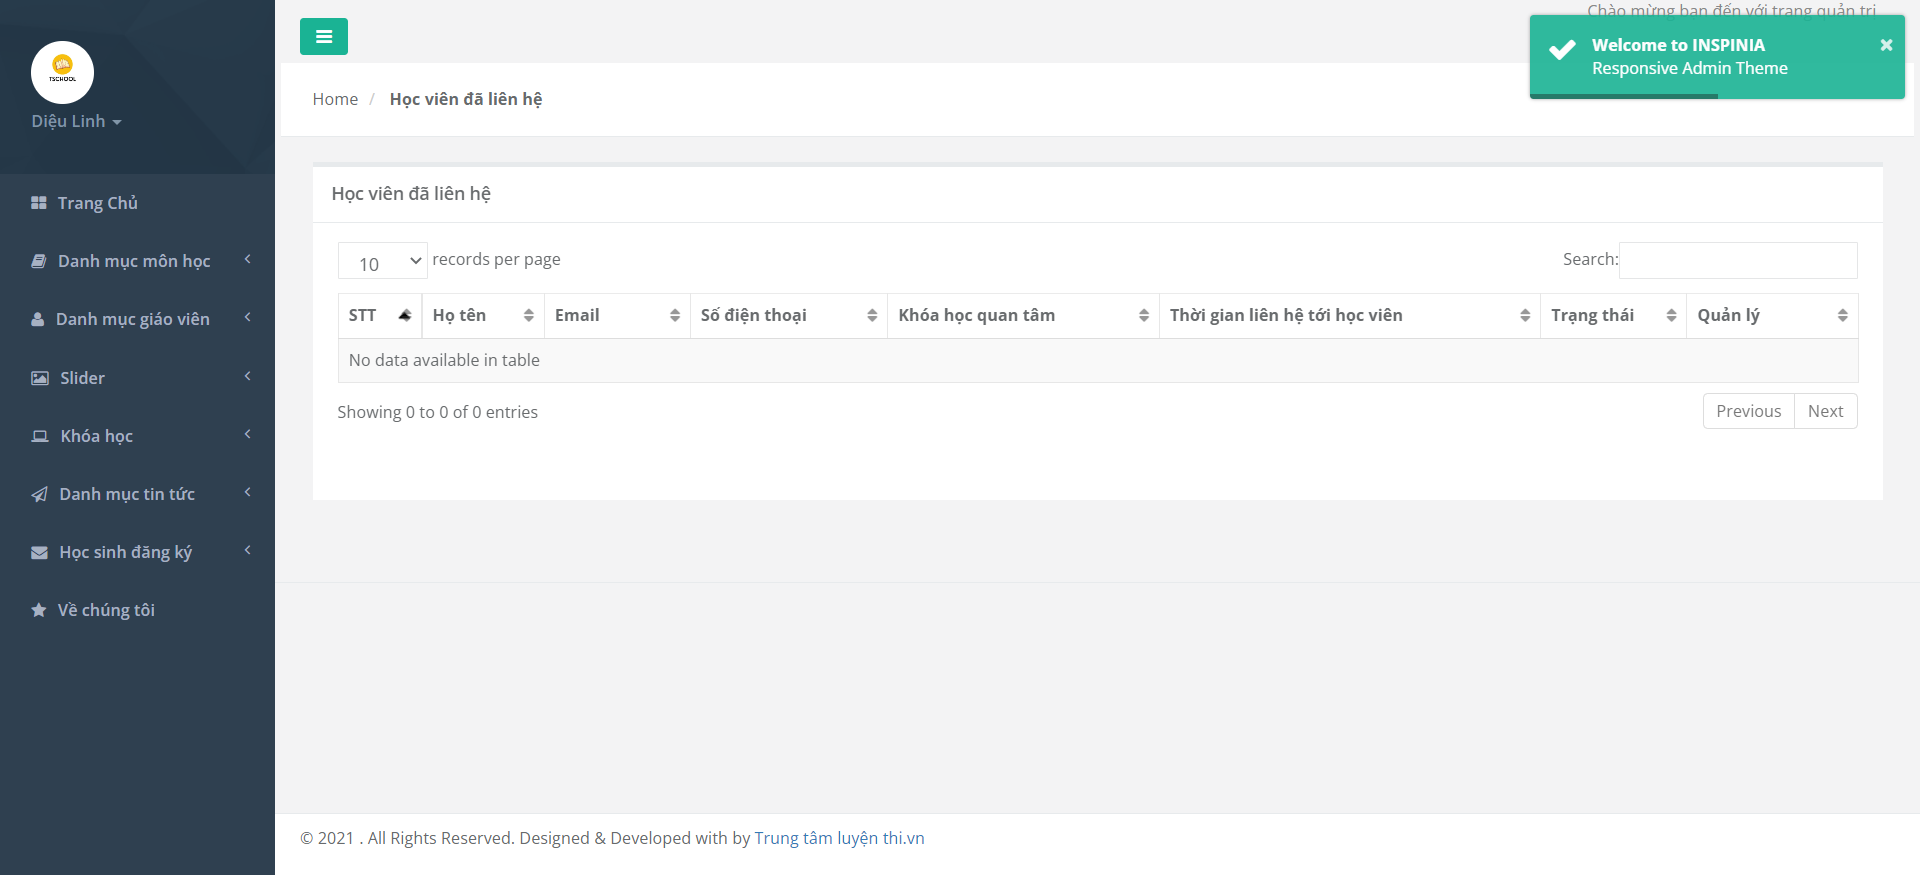 TSCHOOL
Diệu Linh
Trang Chủ
Danh mục môn học
Danh mục giáo viên
Slider
Khóa học
Danh mục tin tức
Học sinh đăng ký
Về chúng tôi
Chào mừng bạn đến với trang quản trị
Welcome to INSPINIA
Responsive Admin Theme
Home / Học viên đã liên hệ
Học viên đã liên hệ
10 records per page
Search:
STT Họ tên Email Số điện thoại Khóa học quan tâm Thời gian liên hệ tới học viên Trạng thái Quản lý
No data available in table
Showing 0 to 0 of 0 entries
Previous Next
© 2021 . All Rights Reserved. Designed & Developed with by Trung tâm luyện thi.vn